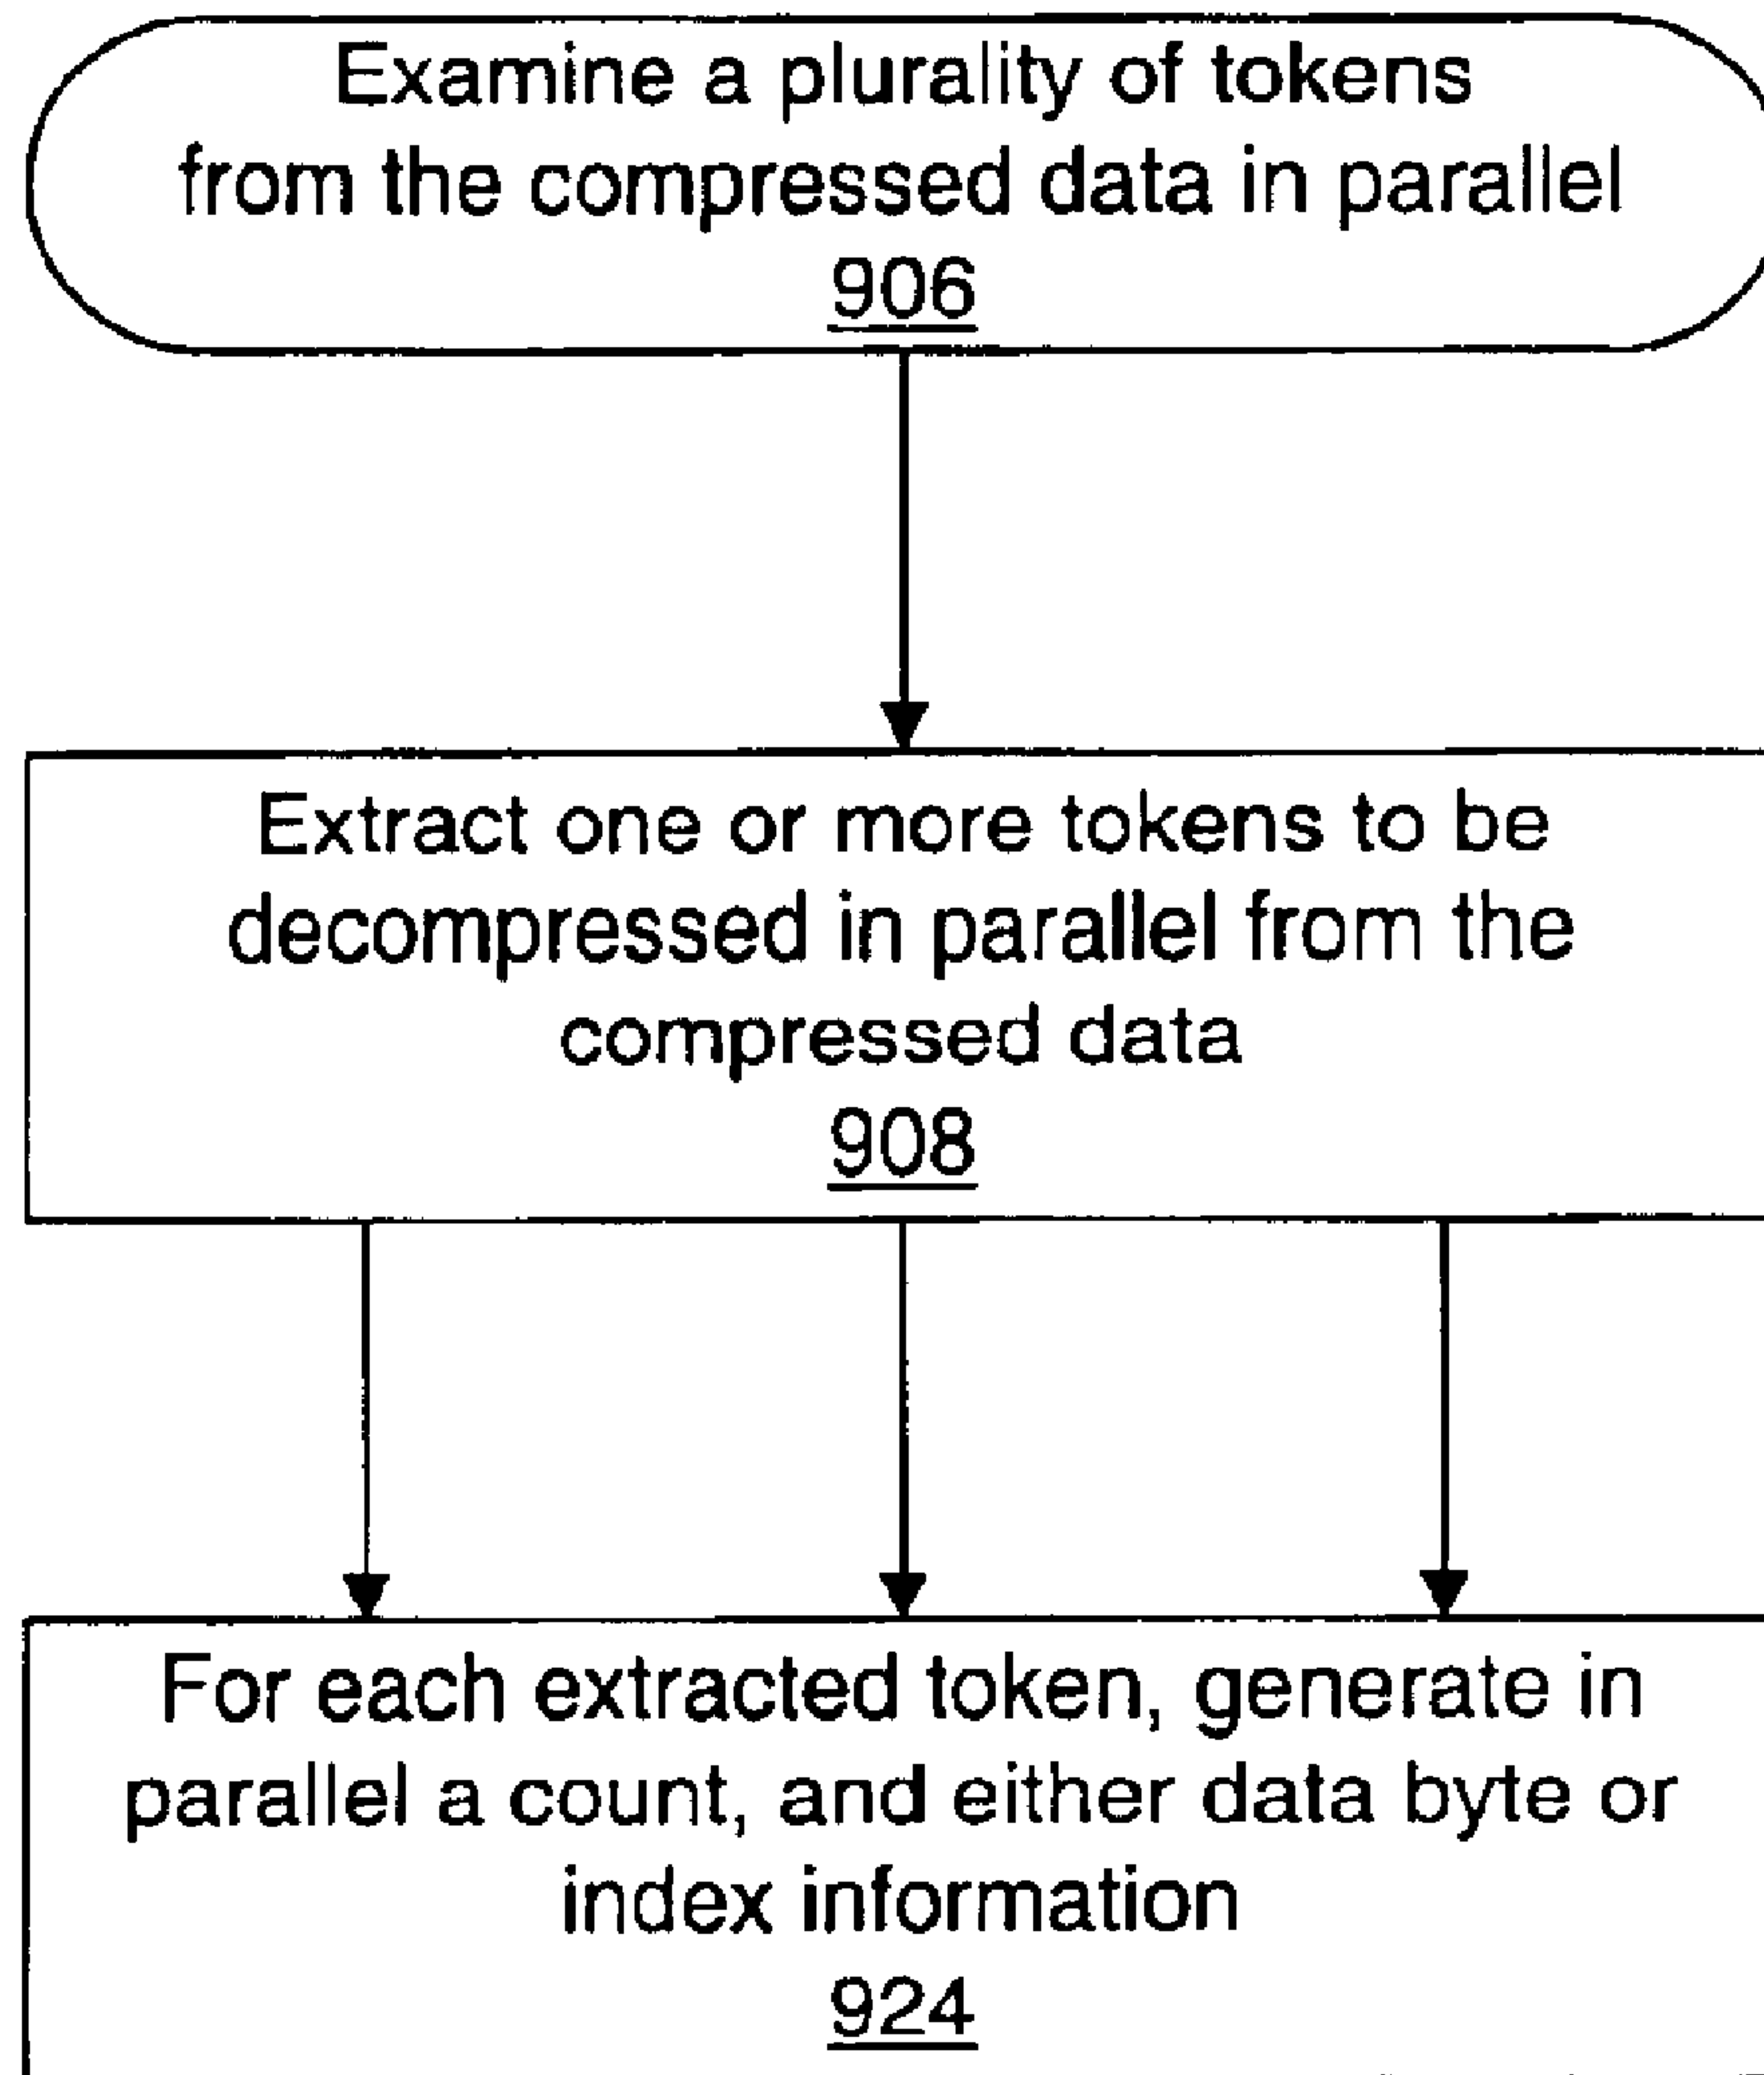 Examine a plurality of tokens
from the compressed data in parallel
906
Extract one or more tokens to be
decompressed in parallel from the
compressed data
908
For each extracted token, generate in
parallel a count, and either data byte or
index information
924